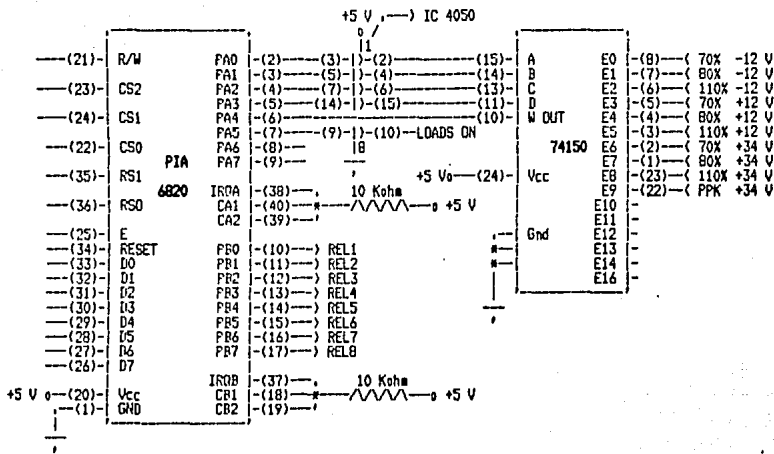 +5 V ,---) IC 4050
o /
|1
---(21)-| R/W PA0 |-(2)----(3)-|)-(2)--------(15)-| A E0 |-(8)---( 70% -12 V
PA1 |-(3)----(5)-|)-(4)--------(14)-| B E1 |-(7)---( 80% -12 V
---(23)-| CS2 PA2 |-(4)----(7)-|)-(6)--------(13)-| C E2 |-(6)---( 110% -12 V
PA3 |-(5)---(14)-|)-(15)-------(11)-| D E3 |-(5)---( 70% +12 V
---(24)-| CS1 PA4 |-(6)----------------------(10)-| W OUT E4 |-(4)---( 80% +12 V
PA5 |-(7)----(9)-|)-(10)--LOADS ON E5 |-(3)---( 110% +12 V
---(22)-| CS0 PA6 |-(8)--- |8 74150 E6 |-(2)---( 70% +34 V
PIA PA7 |-(9)--- E7 |-(1)---( 80% +34 V
---(35)-| RS1 +5 Vo---(24)-| Vcc E8 |-(23)--( 110% +34 V
6820 IRQA |-(38)---, 10 Kohm E9 |-(22)--( PPK +34 V
---(36)-| RS0 CA1 |-(40)---*--/\/\/\/\---o +5 V E10 |-
CA2 |-(39)---' E11 |-
---(25)-| E Gnd E12 |-
---(34)-| RESET PB0 |-(10)---) REL1 E13 |-
---(33)-| D0 PB1 |-(11)---) REL2 E14 |-
---(32)-| D1 PB2 |-(12)---) REL3 E16 |-
---(31)-| D2 PB3 |-(13)---) REL4
---(30)-| D3 PB4 |-(14)---) REL5
---(29)-| D4 PB5 |-(15)---) REL6
---(28)-| D5 PB6 |-(16)---) REL7
---(27)-| D6 PB7 |-(17)---) REL8
---(26)-| D7
IRQB |-(37)---, 10 Kohm
+5 V o--(20)-| Vcc CB1 |-(18)---*--/\/\/\/\---o +5 V
,---(1)-| GND CB2 |-(19)---'